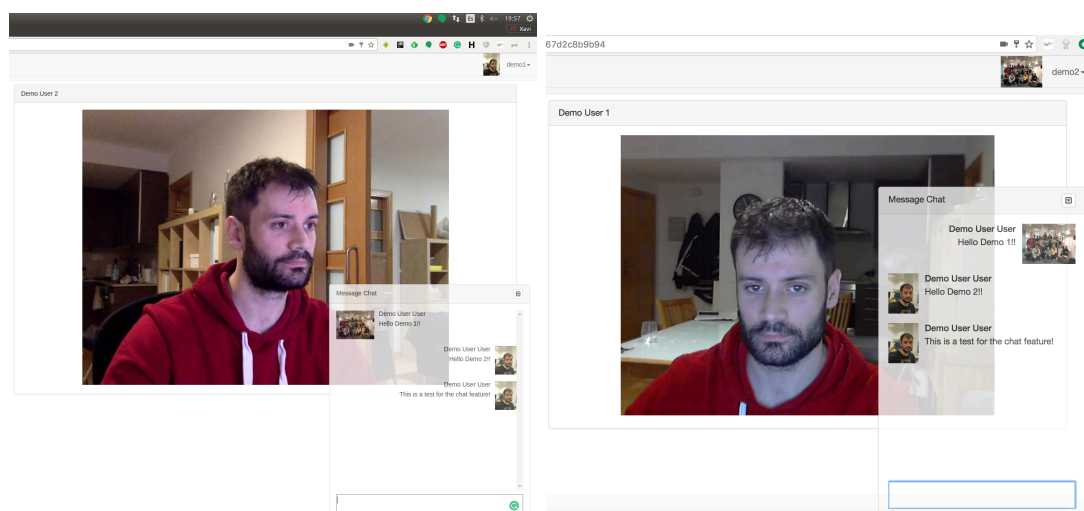 Es
19:57
Xavi
demo1
Demo User 2
Message Chat
Demo User User
Hello Demo 1!!
Demo User User
Hello Demo 2!!
Demo User User
This is a test for the chat feature!
67d2c8b9b94
demo2
Demo User 1
Message Chat
Demo User User
Hello Demo 1!!
Demo User User
Hello Demo 2!!
Demo User User
This is a test for the chat feature!